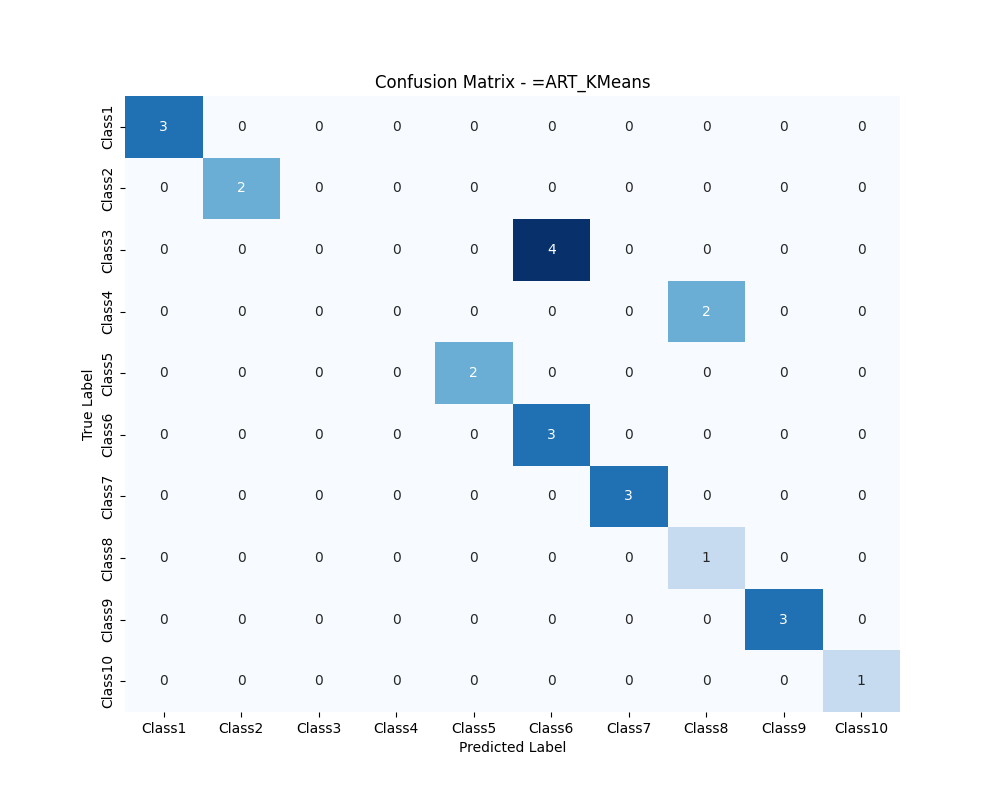 Confusion Matrix - =ART_KMeans
True Label
Class1 3 0 0 0 0 0 0 0 0 0
Class2 0 2 0 0 0 0 0 0 0 0
Class3 0 0 0 0 0 4 0 0 0 0
Class4 0 0 0 0 0 0 0 2 0 0
Class5 0 0 0 0 2 0 0 0 0 0
Class6 0 0 0 0 0 3 0 0 0 0
Class7 0 0 0 0 0 0 3 0 0 0
Class8 0 0 0 0 0 0 0 1 0 0
Class9 0 0 0 0 0 0 0 0 3 0
Class10 0 0 0 0 0 0 0 0 0 1
Class1 Class2 Class3 Class4 Class5 Class6 Class7 Class8 Class9 Class10
Predicted Label